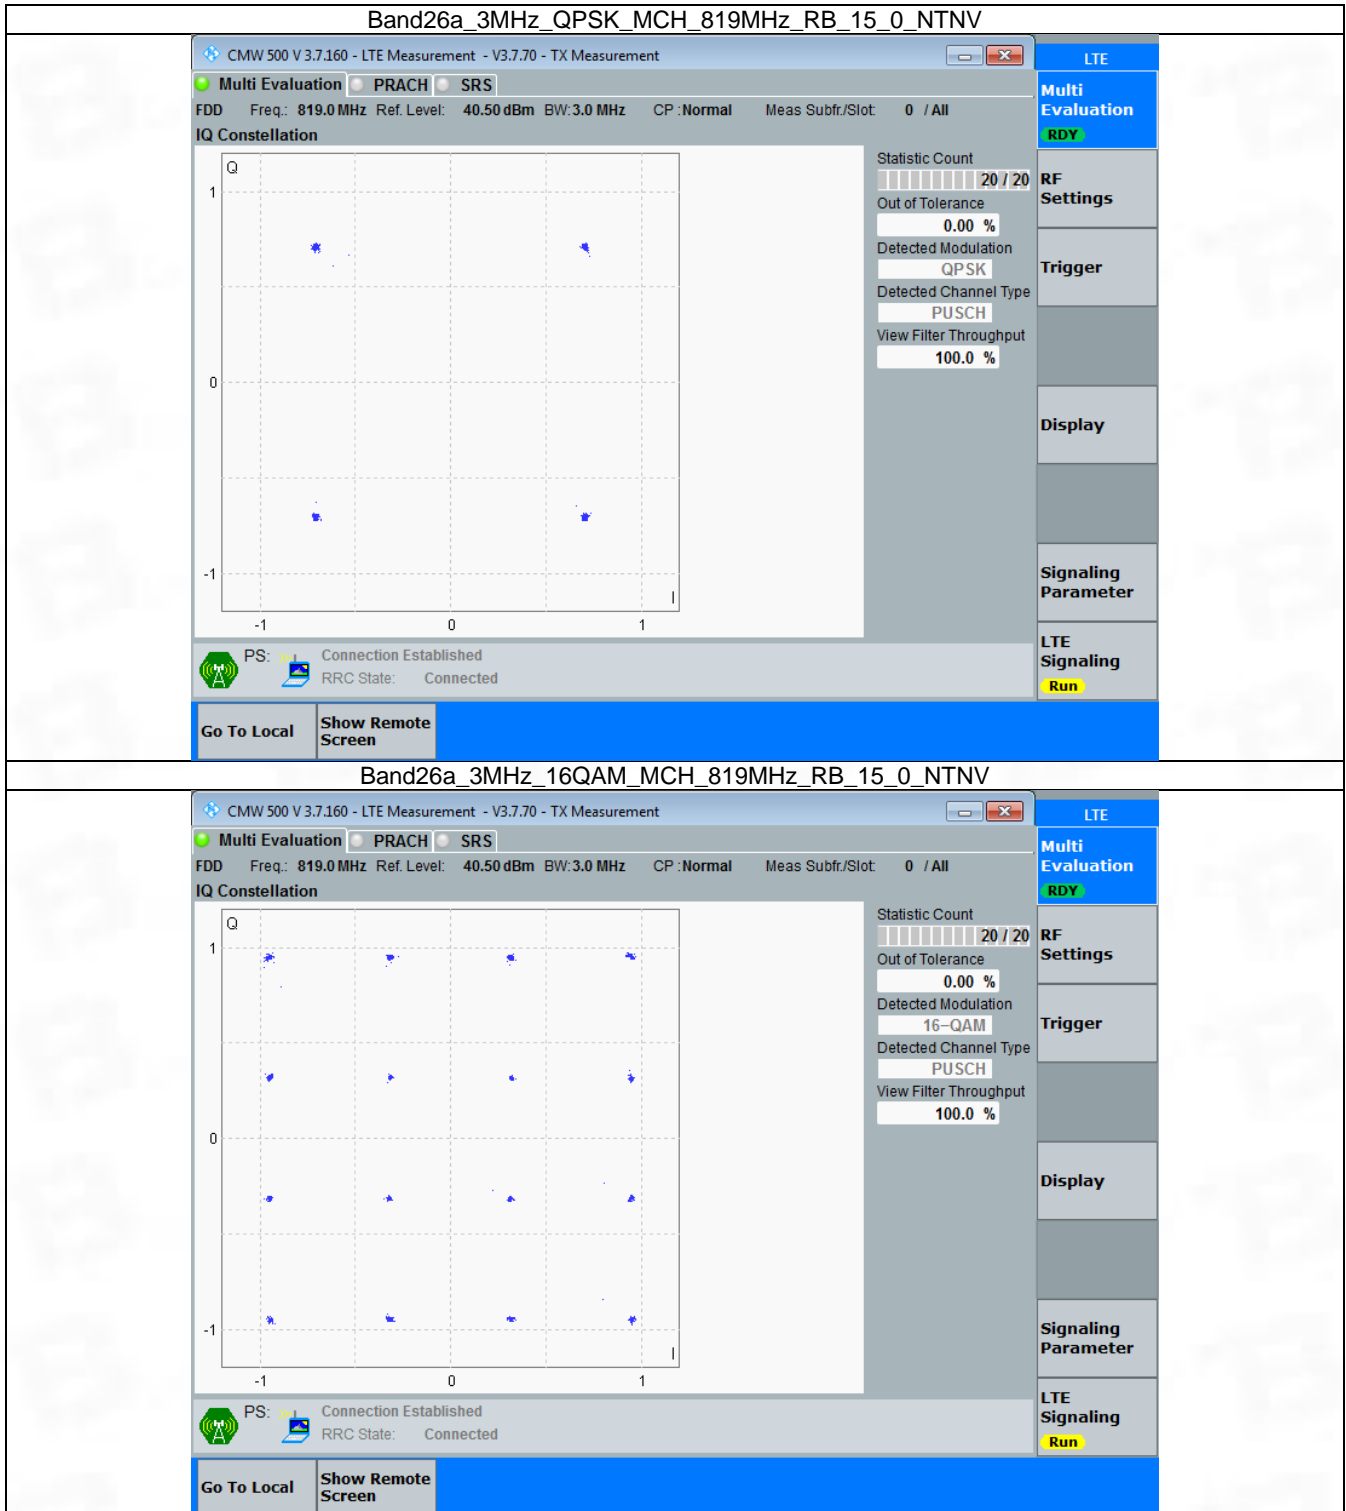 Band26a_3MHz_QPSK_MCH_819MHz_RB_15_0_NTNV
CMW 500 V 3.7.160 - LTE Measurement - V3.7.70 - TX Measurement
LTE
Multi Evaluation PRACH SRS
Multi
Evaluation
RDY
FDD Freq.: 819.0 MHz Ref. Level: 40.50 dBm BW: 3.0 MHz CP : Normal Meas Subfr./Slot: 0 / All
IQ Constellation
Q
1
0
-1
I
-1 0 1
Statistic Count
20 / 20
Out of Tolerance
0.00 %
Detected Modulation
QPSK
Detected Channel Type
PUSCH
View Filter Throughput
100.0 %
RF
Settings
Trigger
Display
Signaling
Parameter
LTE
Signaling
Run
PS: Connection Established
RRC State: Connected
Go To Local
Show Remote
Screen
Band26a_3MHz_16QAM_MCH_819MHz_RB_15_0_NTNV
CMW 500 V 3.7.160 - LTE Measurement - V3.7.70 - TX Measurement
LTE
Multi Evaluation PRACH SRS
Multi
Evaluation
RDY
FDD Freq.: 819.0 MHz Ref. Level: 40.50 dBm BW: 3.0 MHz CP : Normal Meas Subfr./Slot: 0 / All
IQ Constellation
Q
1
0
-1
I
-1 0 1
Statistic Count
20 / 20
Out of Tolerance
0.00 %
Detected Modulation
16-QAM
Detected Channel Type
PUSCH
View Filter Throughput
100.0 %
RF
Settings
Trigger
Display
Signaling
Parameter
LTE
Signaling
Run
PS: Connection Established
RRC State: Connected
Go To Local
Show Remote
Screen